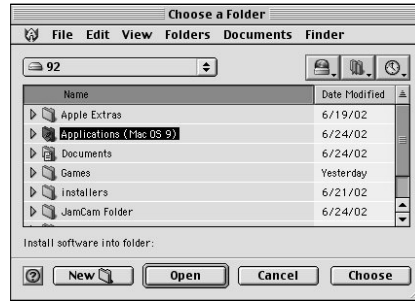 Choose a Folder
File Edit View Folders Documents Finder
92
Name Date Modified
Apple Extras 6/19/02
Applications (Mac OS 9) 6/24/02
Documents 6/24/02
Games Yesterday
installers 6/21/02
JamCam Folder 6/24/02
Install software into folder:
? New Open Cancel Choose